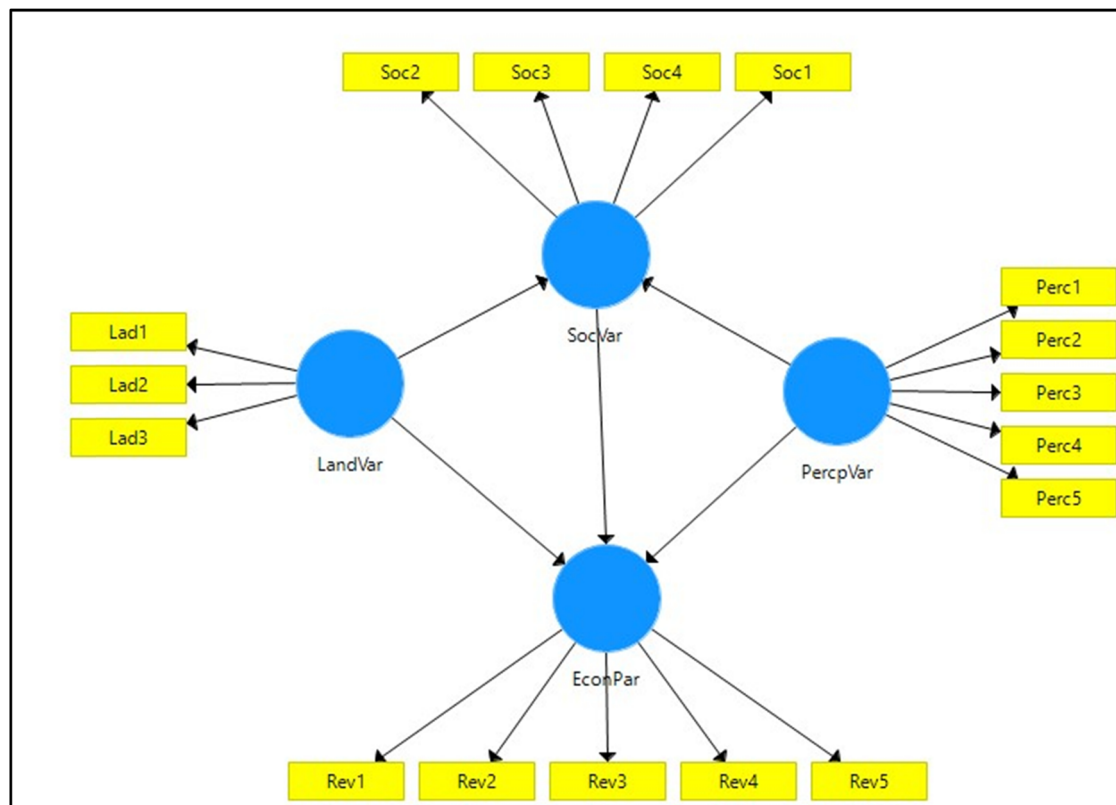 Soc2
Soc3
Soc4
Soc1
SocVar
Lad1
Lad2
Lad3
LandVar
Perc1
Perc2
Perc3
Perc4
Perc5
PercpVar
EconPar
Rev1
Rev2
Rev3
Rev4
Rev5